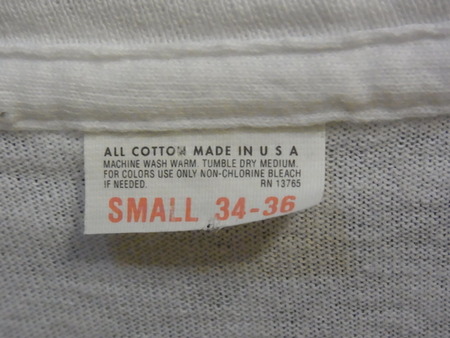 ALL COTTON MADE IN U S A
MACHINE WASH WARM. TUMBLE DRY MEDIUM.
FOR COLORS USE ONLY NON-CHLORINE BLEACH
IF NEEDED. RN 13765
SMALL 34-36